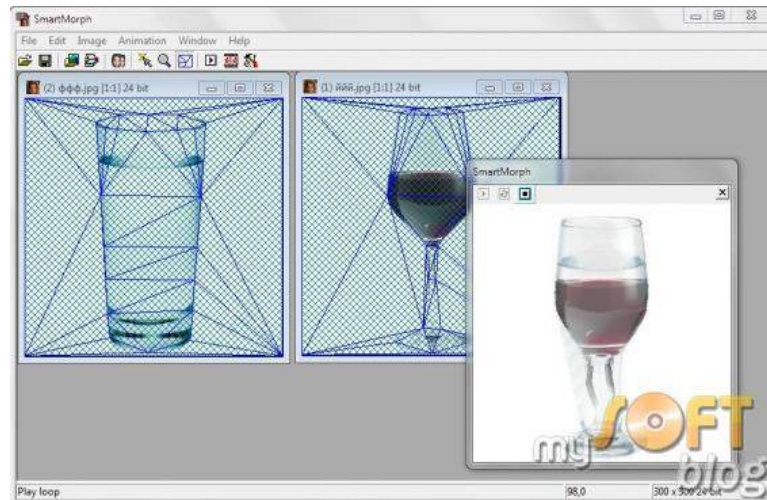 SmartMorph
File Edit Image Animation Window Help
(2) ффф.jpg [1:1] 24 bit
(1) ййй.jpg [1:1] 24 bit
SmartMorph
my SOFT
blog
Play loop
98,0
300 x 300 24 bit